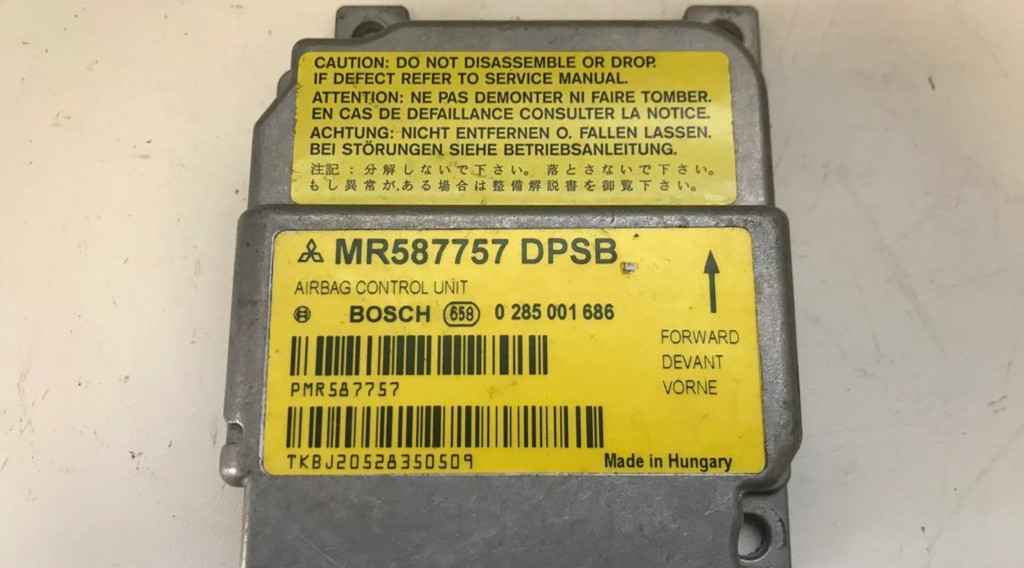 CAUTION: DO NOT DISASSEMBLE OR DROP.
IF DEFECT REFER TO SERVICE MANUAL.
ATTENTION: NE PAS DEMONTER NI FAIRE TOMBER.
EN CAS DE DEFAILLANCE CONSULTER LA NOTICE.
ACHTUNG: NICHT ENTFERNEN O. FALLEN LASSEN.
BEI STÖRUNGEN SIEHE BETRIEBSANLEITUNG.
注記：分解しないで下さい。落とさないで下さい。
もし異常がある場合は整備解説書を御覧下さい。
MR587757 DPSB
AIRBAG CONTROL UNIT
BOSCH 658 0 285 001 686
FORWARD
DEVANT
VORNE
PMR587757
TKBJ20528350509
Made in Hungary